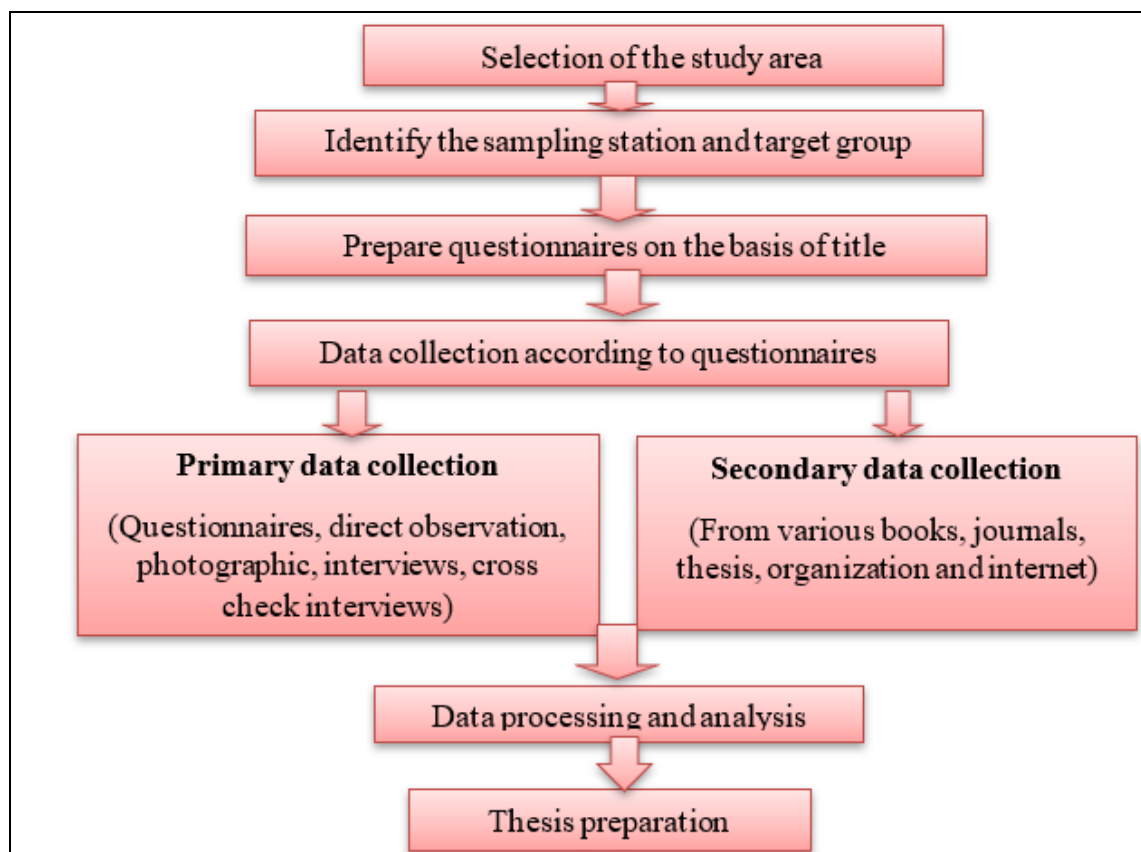 Selection of the study area
Identify the sampling station and target group
Prepare questionnaires on the basis of title
Data collection according to questionnaires
Primary data collection
(Questionnaires, direct observation,
photographic, interviews, cross
check interviews)
Secondary data collection
(From various books, journals,
thesis, organization and internet)
Data processing and analysis
Thesis preparation